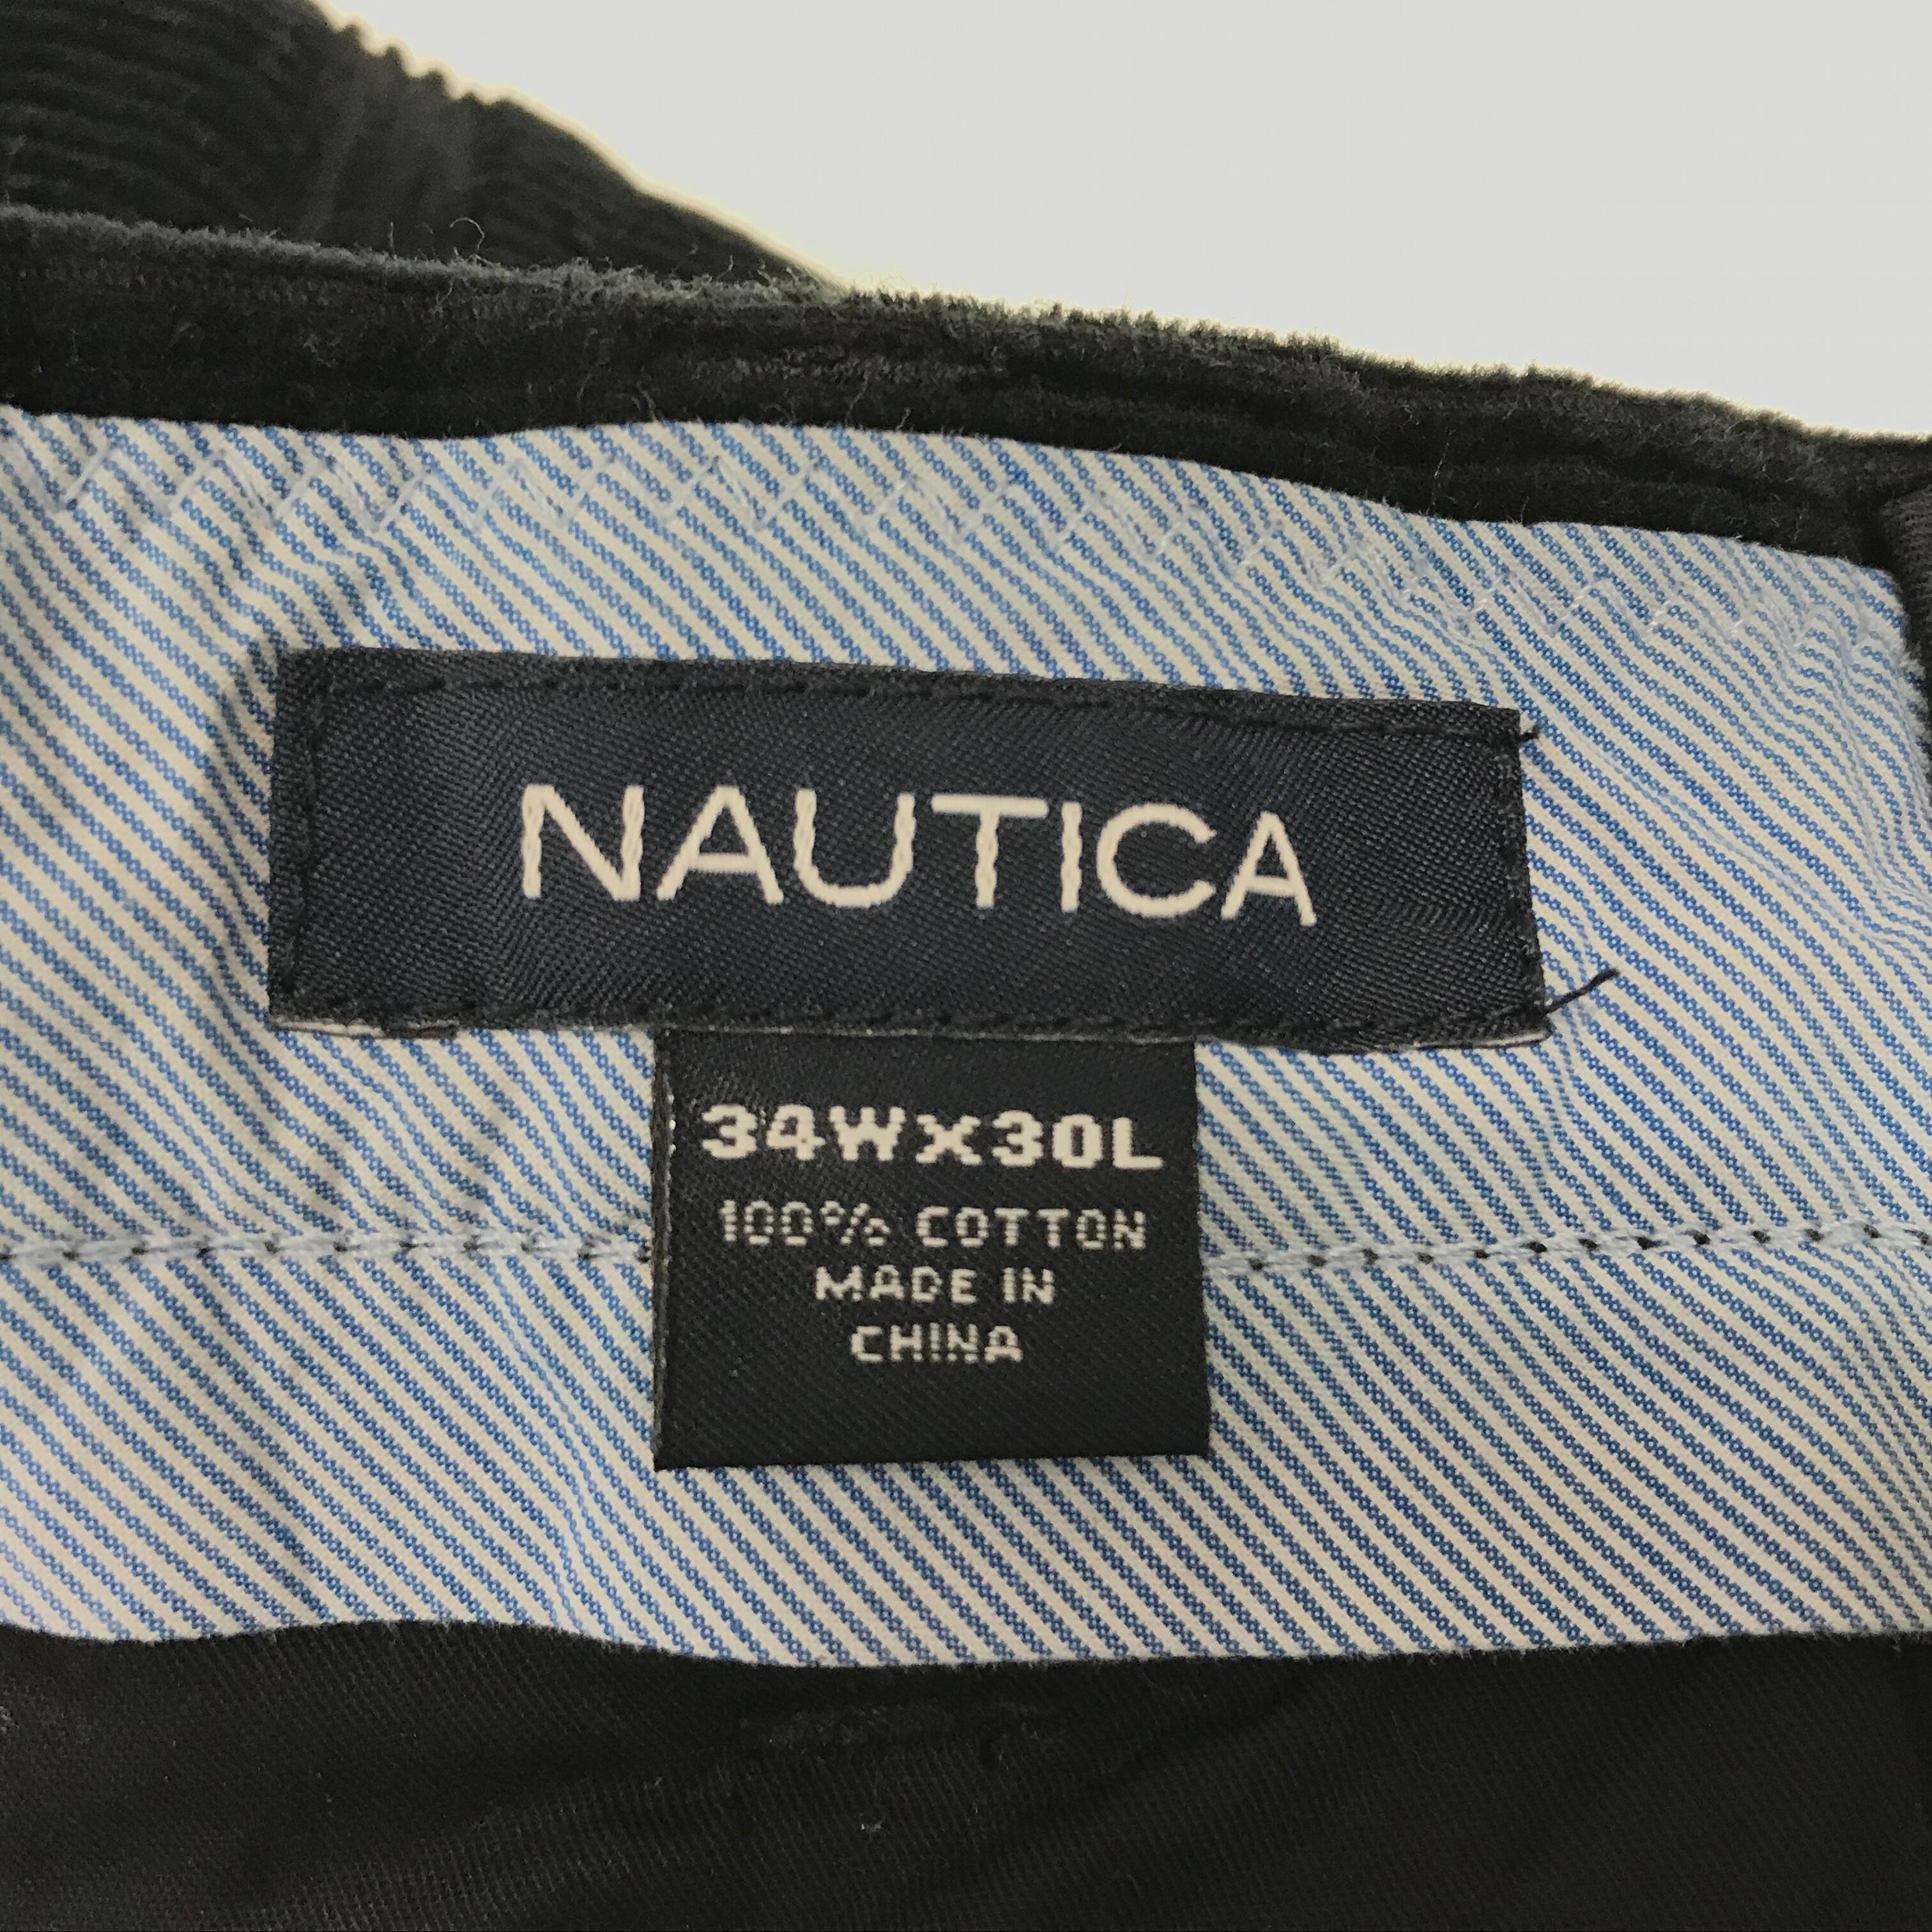 NAUTICA
34WX30L
100% COTTON
MADE IN
CHINA